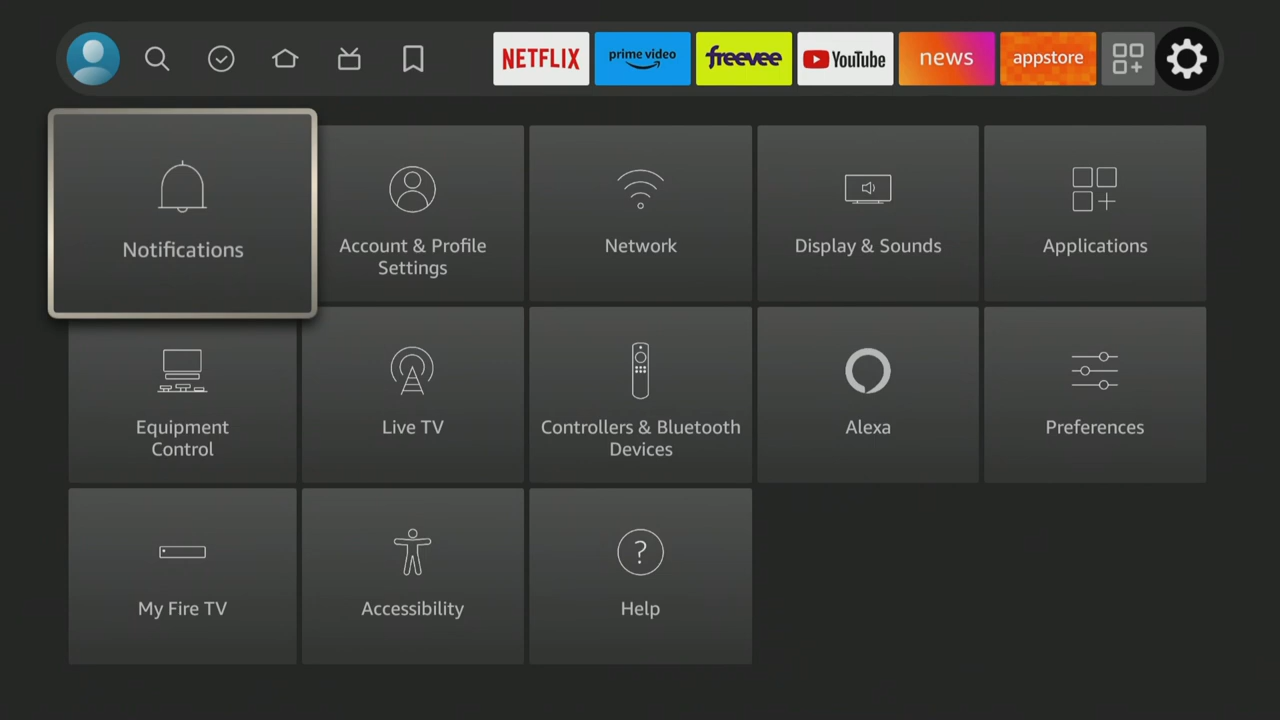 NETFLIX
prime video
freevee
YouTube
news
appstore
Notifications
Account & Profile
Settings
Network
Display & Sounds
Applications
Equipment
Control
Live TV
Controllers & Bluetooth
Devices
Alexa
Preferences
My Fire TV
Accessibility
?
Help